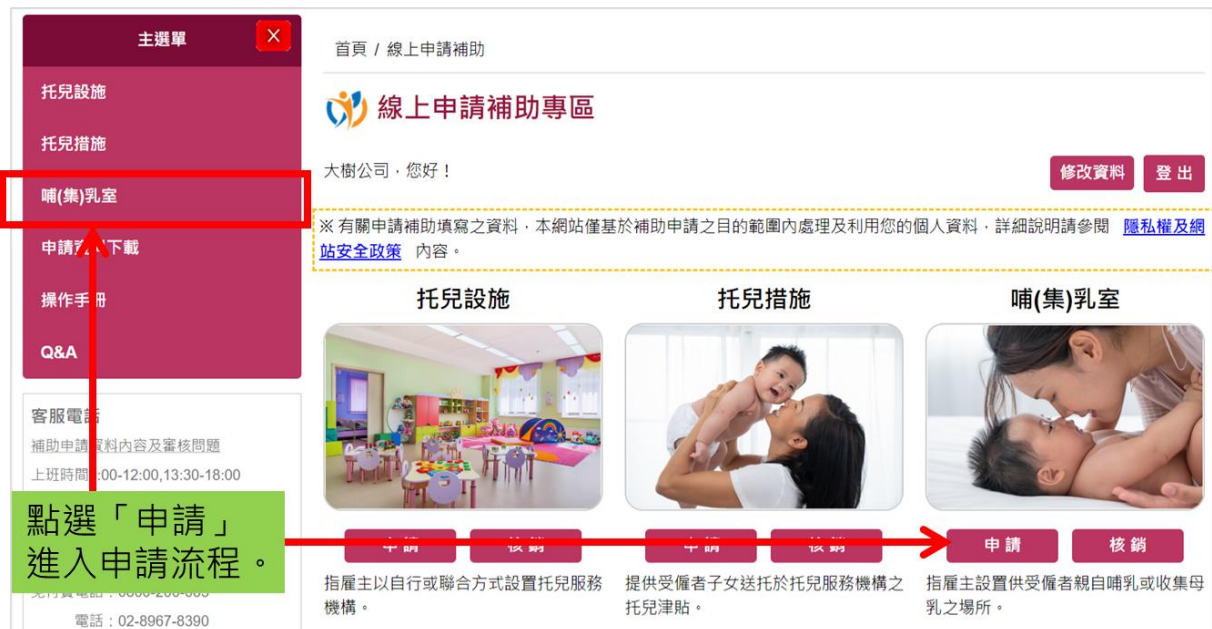 主選單
X
托兒設施
托兒措施
哺(集)乳室
申請 下載
操作手冊
Q&A
客服電話
補助申請資料內容及審核問題
上班時間 :00-12:00,13:30-18:00
電話：02-8967-8390
點選「申請」
進入申請流程。
首頁 / 線上申請補助
線上申請補助專區
大樹公司，您好！
修改資料
登出
※ 有關申請補助填寫之資料，本網站僅基於補助申請之目的範圍內處理及利用您的個人資料，詳細說明請參閱 隱私權及網
站安全政策 內容。
托兒設施
托兒措施
哺(集)乳室
申請
核銷
申請
核銷
申請
核銷
指雇主以自行或聯合方式設置托兒服務
機構。
提供受僱者子女送托於托兒服務機構之
托兒津貼。
指雇主設置供受僱者親自哺乳或收集母
乳之場所。